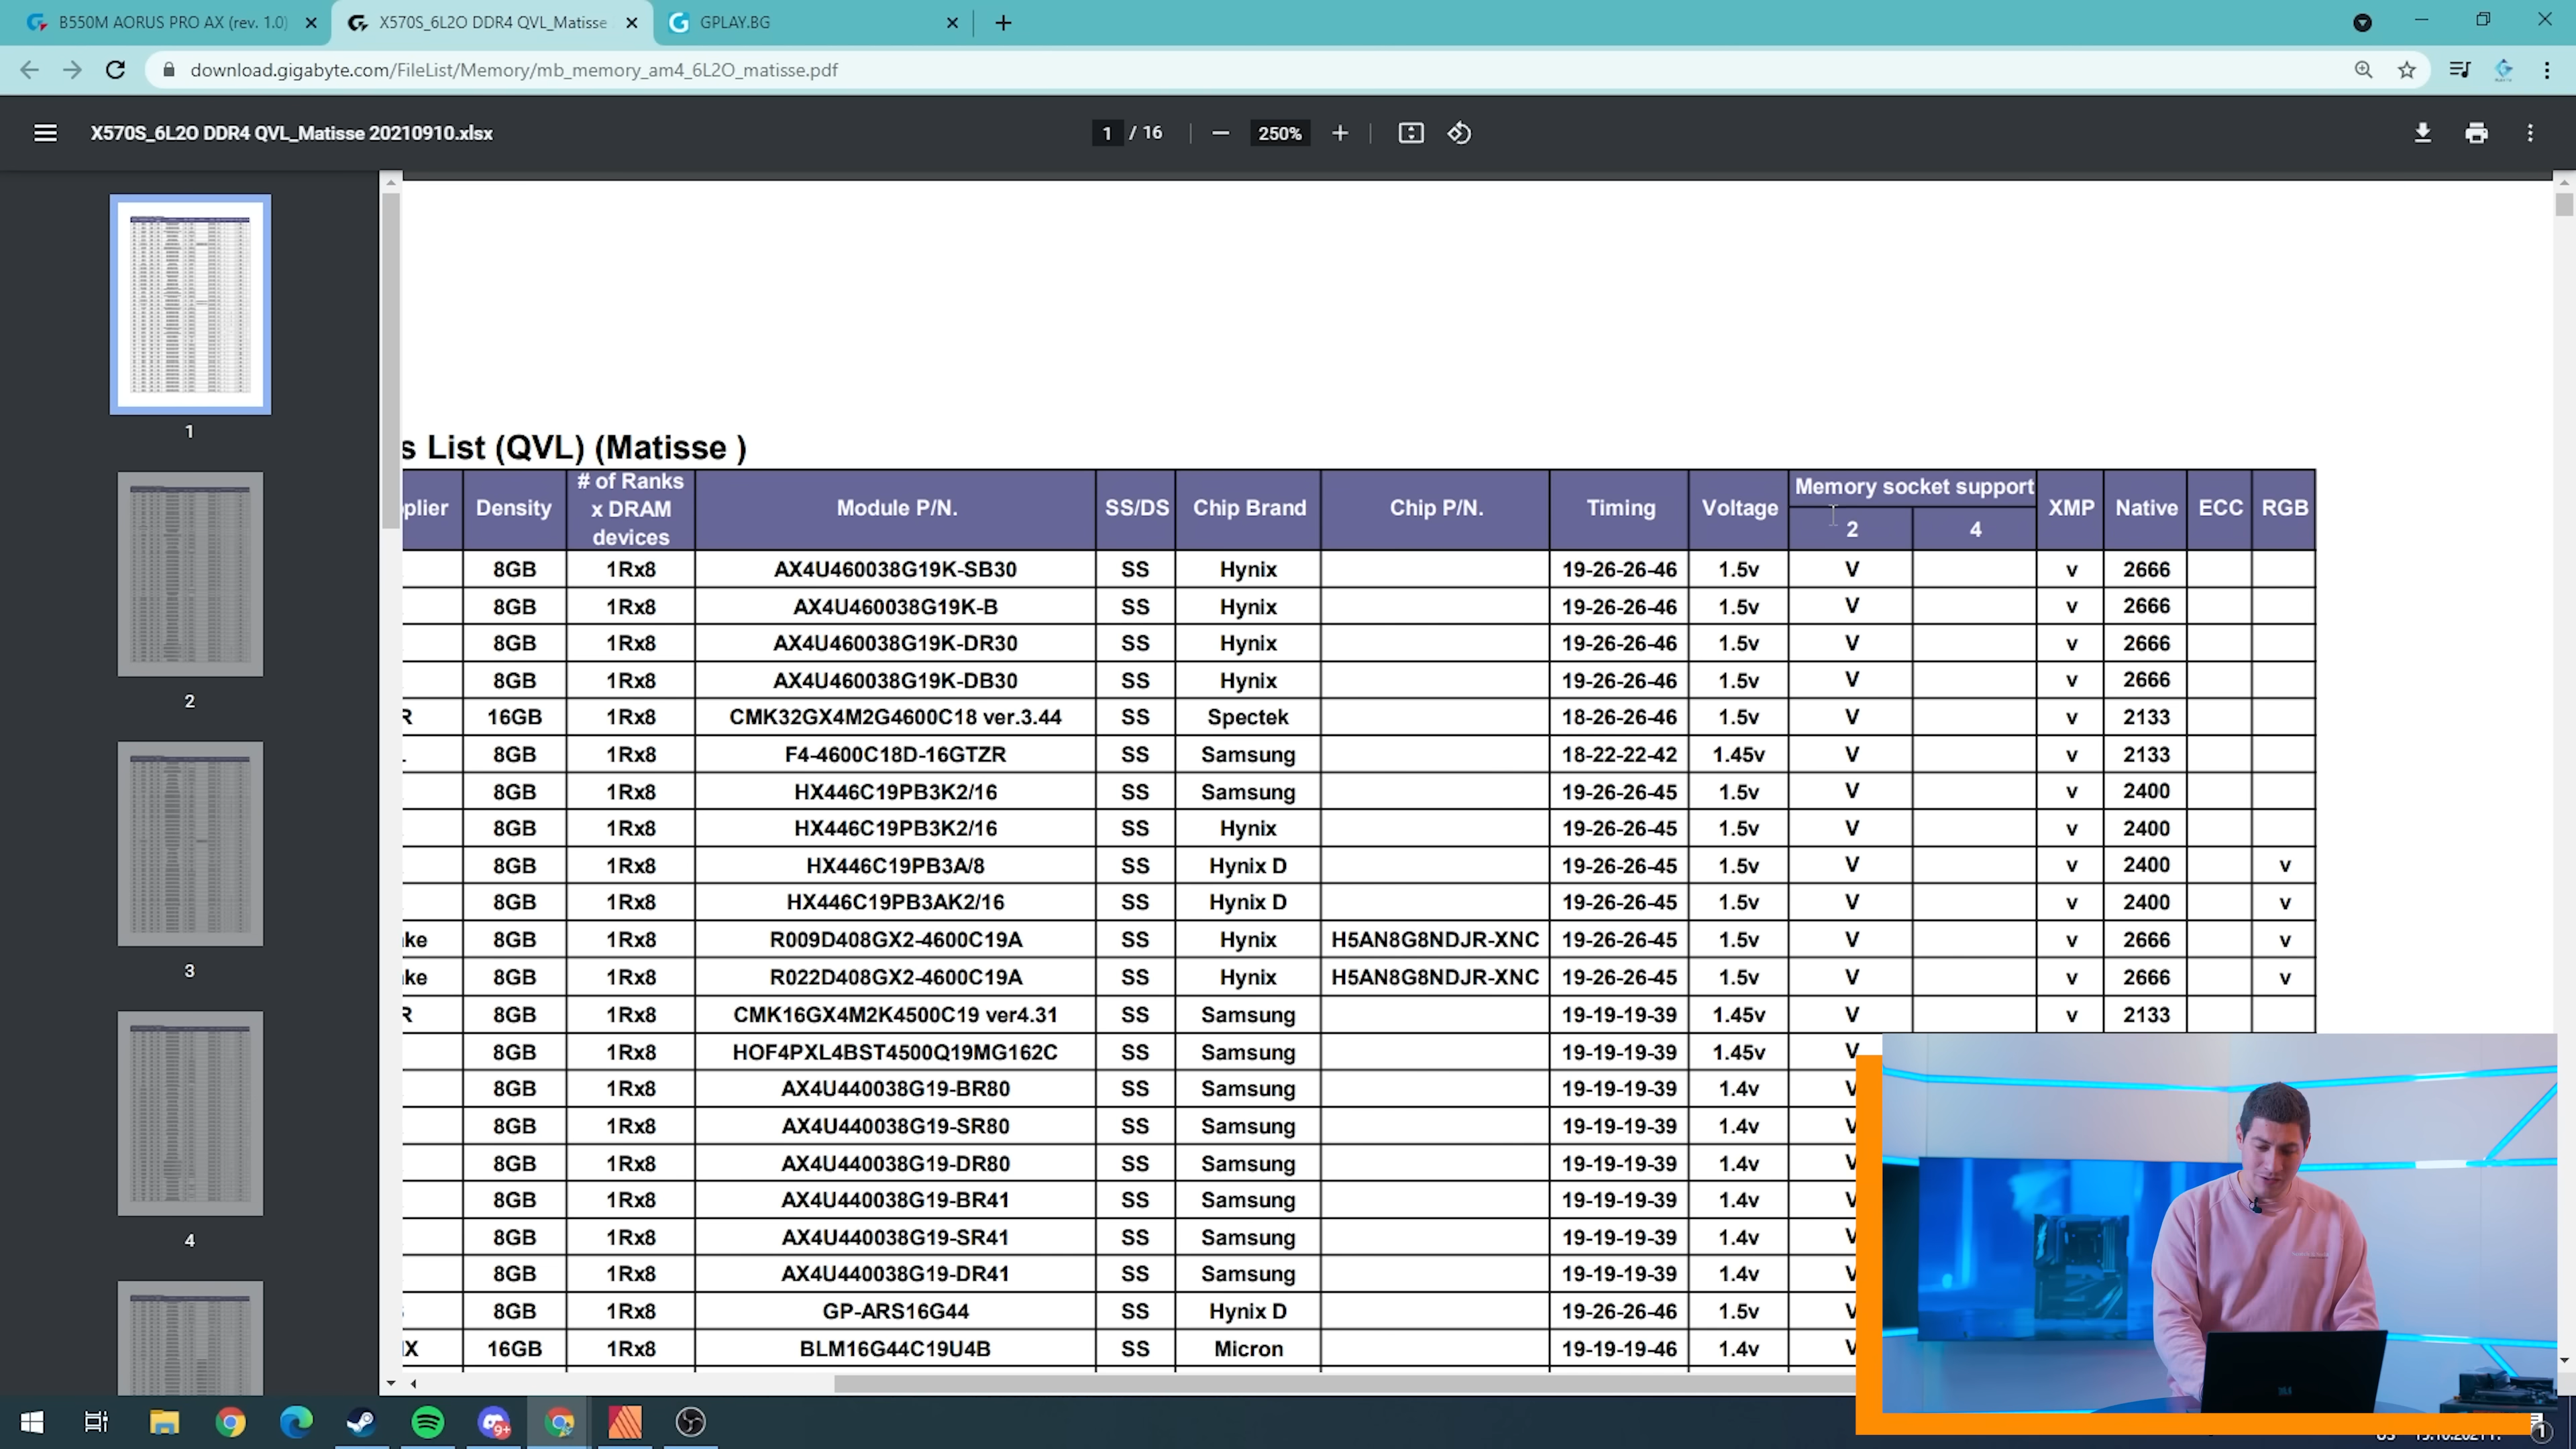 B550M AORUS PRO AX (rev. 1.0)
X570S_6L2O DDR4 QVL_Matisse
GPLAY.BG
download.gigabyte.com/FileList/Memory/mb_memory_am4_6L2O_matisse.pdf
X570S_6L2O DDR4 QVL_Matisse 20210910.xlsx
1 / 16
250%
1
2
3
4
s List (QVL) (Matisse )
plier Density # of Ranks x DRAM devices Module P/N. SS/DS Chip Brand Chip P/N. Timing Voltage Memory socket support 2 4 XMP Native ECC RGB
8GB 1Rx8 AX4U460038G19K-SB30 SS Hynix 19-26-26-46 1.5v V v 2666
8GB 1Rx8 AX4U460038G19K-B SS Hynix 19-26-26-46 1.5v V v 2666
8GB 1Rx8 AX4U460038G19K-DR30 SS Hynix 19-26-26-46 1.5v V v 2666
8GB 1Rx8 AX4U460038G19K-DB30 SS Hynix 19-26-26-46 1.5v V v 2666
R 16GB 1Rx8 CMK32GX4M2G4600C18 ver.3.44 SS Spectek 18-26-26-46 1.5v V v 2133
8GB 1Rx8 F4-4600C18D-16GTZR SS Samsung 18-22-22-42 1.45v V v 2133
8GB 1Rx8 HX446C19PB3K2/16 SS Samsung 19-26-26-45 1.5v V v 2400
8GB 1Rx8 HX446C19PB3K2/16 SS Hynix 19-26-26-45 1.5v V v 2400
8GB 1Rx8 HX446C19PB3A/8 SS Hynix D 19-26-26-45 1.5v V v 2400 v
8GB 1Rx8 HX446C19PB3AK2/16 SS Hynix D 19-26-26-45 1.5v V v 2400 v
ke 8GB 1Rx8 R009D408GX2-4600C19A SS Hynix H5AN8G8NDJR-XNC 19-26-26-45 1.5v V v 2666 v
ke 8GB 1Rx8 R022D408GX2-4600C19A SS Hynix H5AN8G8NDJR-XNC 19-26-26-45 1.5v V v 2666 v
R 8GB 1Rx8 CMK16GX4M2K4500C19 ver4.31 SS Samsung 19-19-19-39 1.45v V v 2133
8GB 1Rx8 HOF4PXL4BST4500Q19MG162C SS Samsung 19-19-19-39 1.45v V
8GB 1Rx8 AX4U440038G19-BR80 SS Samsung 19-19-19-39 1.4v V
8GB 1Rx8 AX4U440038G19-SR80 SS Samsung 19-19-19-39 1.4v V
8GB 1Rx8 AX4U440038G19-DR80 SS Samsung 19-19-19-39 1.4v V
8GB 1Rx8 AX4U440038G19-BR41 SS Samsung 19-19-19-39 1.4v V
8GB 1Rx8 AX4U440038G19-SR41 SS Samsung 19-19-19-39 1.4v V
8GB 1Rx8 AX4U440038G19-DR41 SS Samsung 19-19-19-39 1.4v V
8GB 1Rx8 GP-ARS16G44 SS Hynix D 19-26-26-46 1.5v V
X 16GB 1Rx8 BLM16G44C19U4B SS Micron 19-19-19-46 1.4v V
9+
1